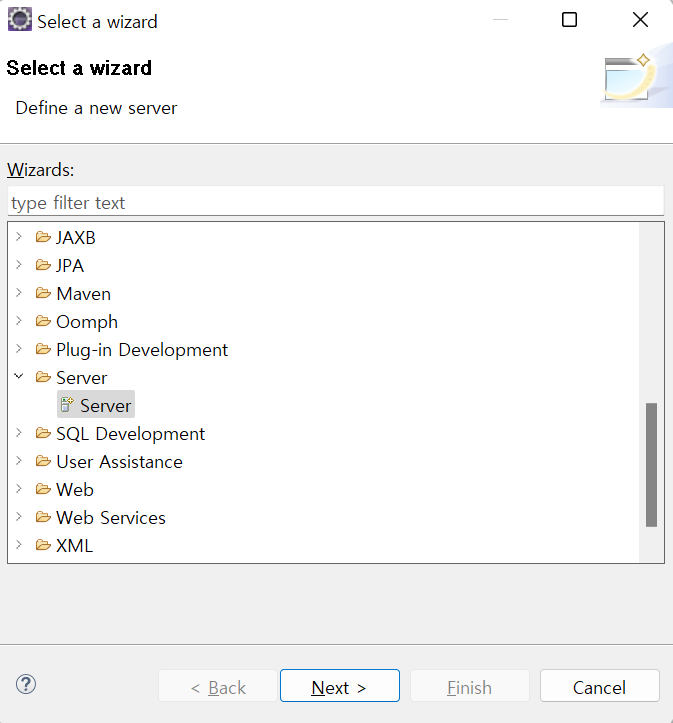 Select a wizard
Select a wizard
Define a new server
Wizards:
type filter text
JAXB
JPA
Maven
Oomph
Plug-in Development
Server
Server
SQL Development
User Assistance
Web
Web Services
XML
?
< Back Next > Finish Cancel